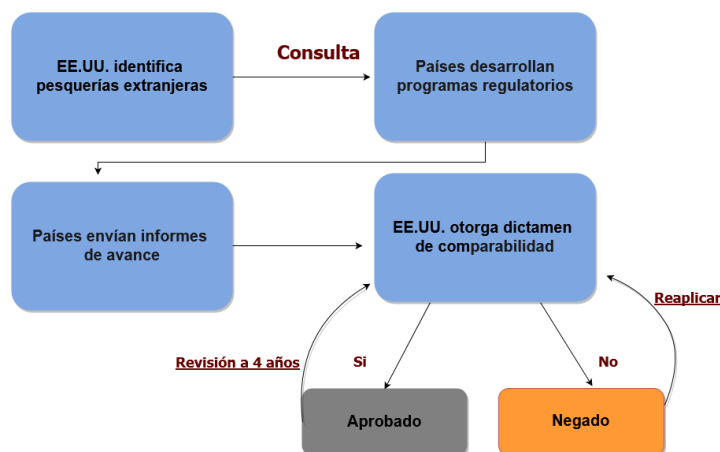 Consulta
EE.UU. identifica
pesquerías extranjeras
Países desarrollan
programas regulatorios
Países envían informes
de avance
EE.UU. otorga dictamen
de comparabilidad
Reaplicar
Revisión a 4 años
Si
No
Aprobado
Negado